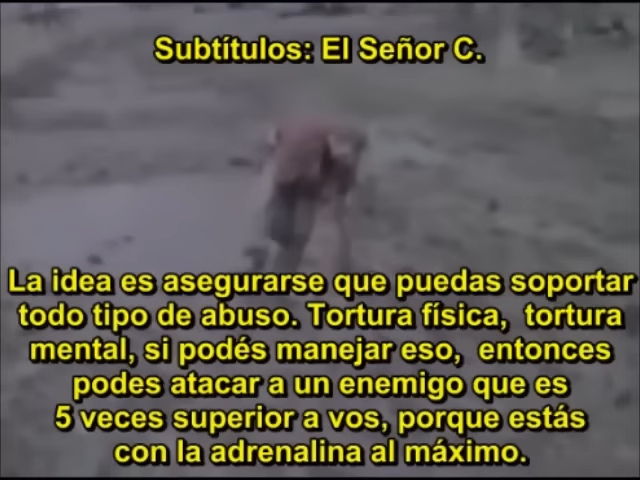 Subtítulos: El Señor C.
La idea es asegurarse que puedas soportar
todo tipo de abuso. Tortura física, tortura
mental, si podés manejar eso, entonces
podes atacar a un enemigo que es
5 veces superior a vos, porque estás
con la adrenalina al máximo.